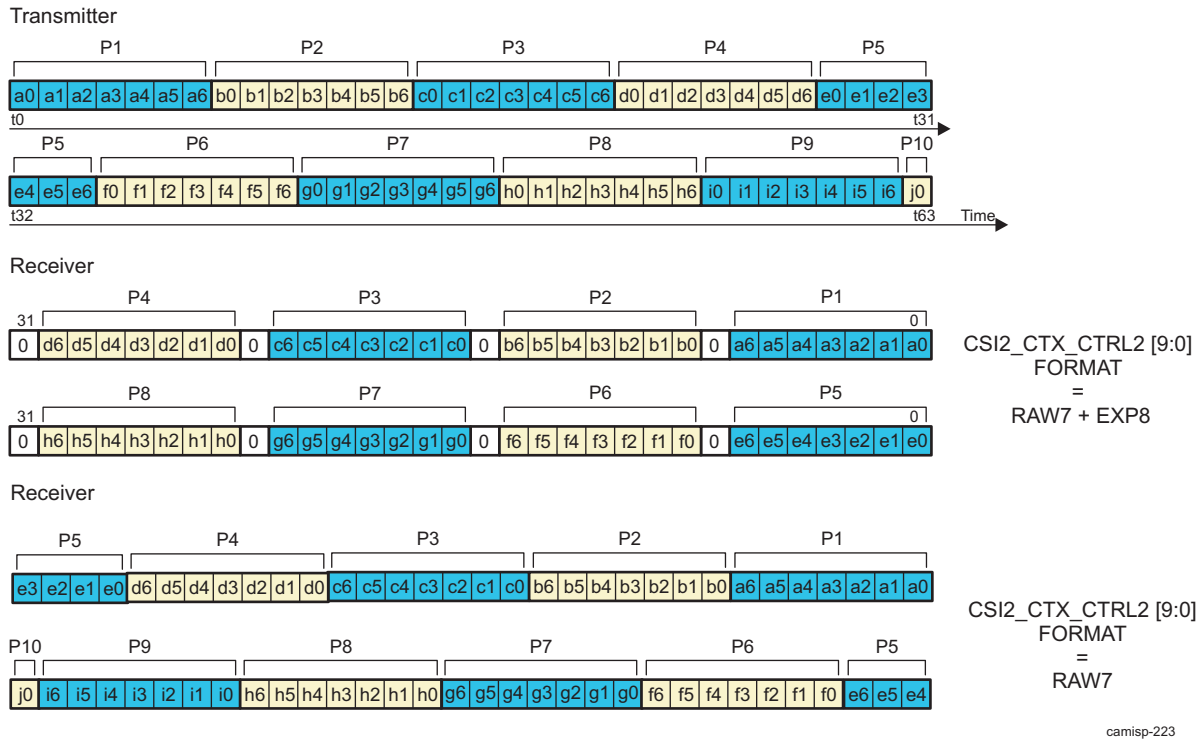 Transmitter
P1 P2 P3 P4 P5
a0 a1 a2 a3 a4 a5 a6 b0 b1 b2 b3 b4 b5 b6 c0 c1 c2 c3 c4 c5 c6 d0 d1 d2 d3 d4 d5 d6 e0 e1 e2 e3
t0 t31
P5 P6 P7 P8 P9 P10
e4 e5 e6 f0 f1 f2 f3 f4 f5 f6 g0 g1 g2 g3 g4 g5 g6 h0 h1 h2 h3 h4 h5 h6 i0 i1 i2 i3 i4 i5 i6 j0
t32 t63 Time
Receiver
P4 P3 P2 P1
31 0
0 d6 d5 d4 d3 d2 d1 d0 0 c6 c5 c4 c3 c2 c1 c0 0 b6 b5 b4 b3 b2 b1 b0 0 a6 a5 a4 a3 a2 a1 a0
P8 P7 P6 P5
31 0
0 h6 h5 h4 h3 h2 h1 h0 0 g6 g5 g4 g3 g2 g1 g0 0 f6 f5 f4 f3 f2 f1 f0 0 e6 e5 e4 e3 e2 e1 e0
CSI2_CTX_CTRL2 [9:0]
FORMAT
=
RAW7 + EXP8
Receiver
P5 P4 P3 P2 P1
e3 e2 e1 e0 d6 d5 d4 d3 d2 d1 d0 c6 c5 c4 c3 c2 c1 c0 b6 b5 b4 b3 b2 b1 b0 a6 a5 a4 a3 a2 a1 a0
P10 P9 P8 P7 P6 P5
j0 i6 i5 i4 i3 i2 i1 i0 h6 h5 h4 h3 h2 h1 h0 g6 g5 g4 g3 g2 g1 g0 f6 f5 f4 f3 f2 f1 f0 e6 e5 e4
CSI2_CTX_CTRL2 [9:0]
FORMAT
=
RAW7
camisp-223